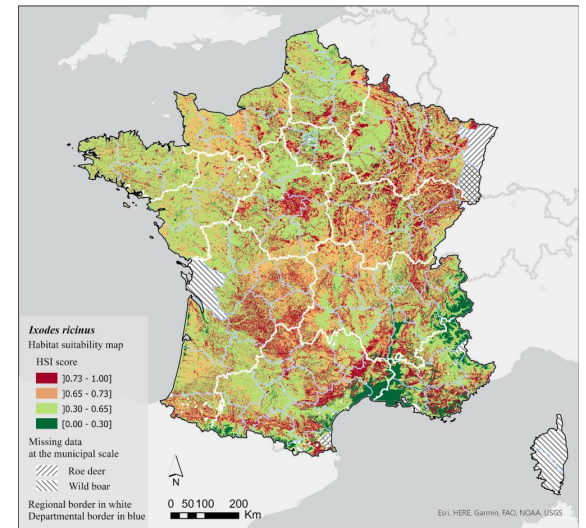 Ixodes ricinus
Habitat suitability map
HSI score
]0.73 - 1.00]
]0.65 - 0.73]
]0.30 - 0.65]
[0.00 - 0.30]
Missing data
at the municipal scale
Roe deer
Wild boar
Regional border in white
Departmental border in blue
N
0 50 100 200
Km
Esri, HERE, Garmin, FAO, NOAA, USGS